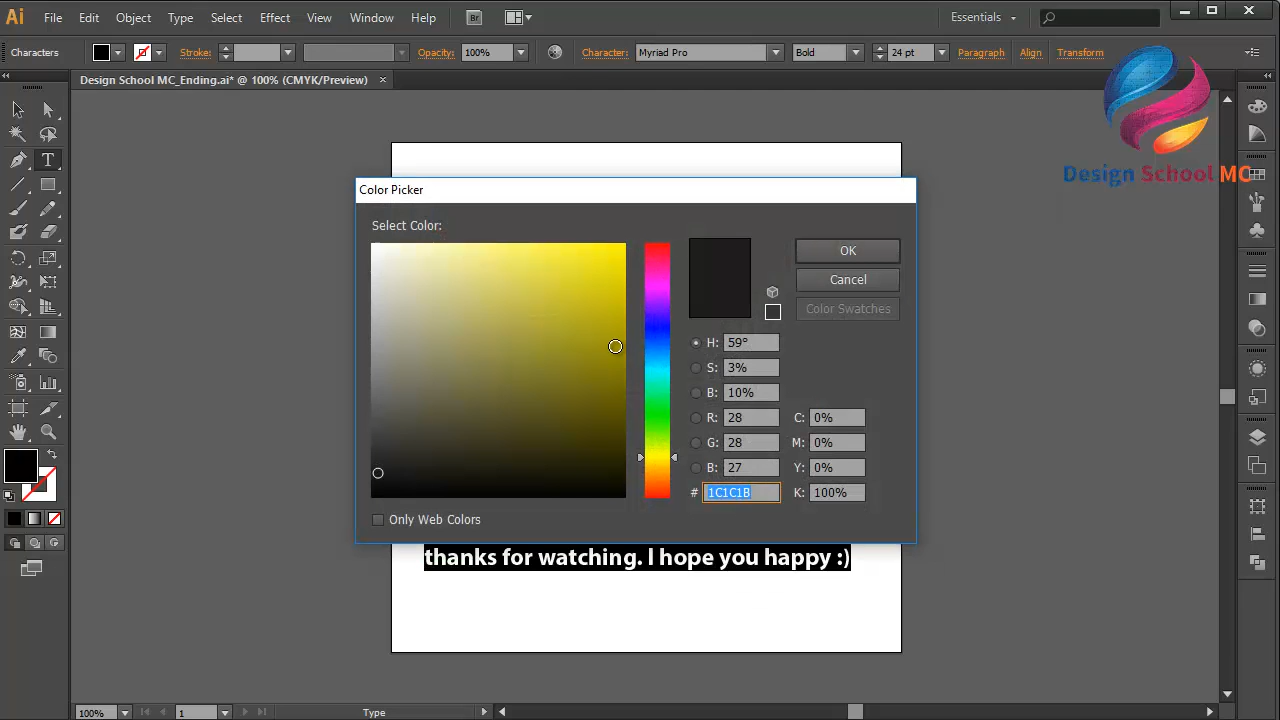 Ai File Edit Object Type Select Effect View Window Help Br Essentials
Characters Stroke: Opacity: 100% Character: Myriad Pro Bold 24 pt Paragraph Align Transform
Design School MC_Ending.ai* @ 100% (CMYK/Preview)
Design School MC
Color Picker
Select Color:
OK
Cancel
Color Swatches
H: 59°
S: 3%
B: 10%
R: 28 C: 0%
G: 28 M: 0%
B: 27 Y: 0%
# 1C1C1B K: 100%
Only Web Colors
thanks for watching. I hope you happy :)
100% 1 Type